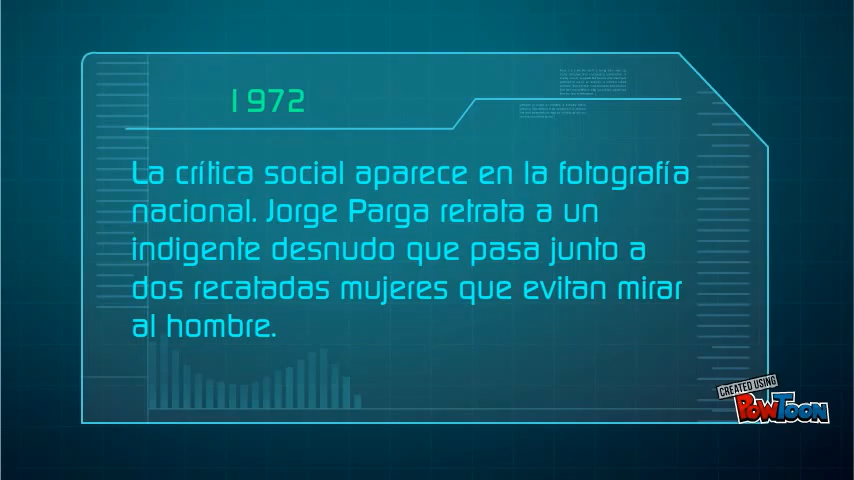 1972
La crítica social aparece en la fotografía
nacional. Jorge Parga retrata a un
indigente desnudo que pasa junto a
dos recatadas mujeres que evitan mirar
al hombre.
CREATED USING
POWTOON